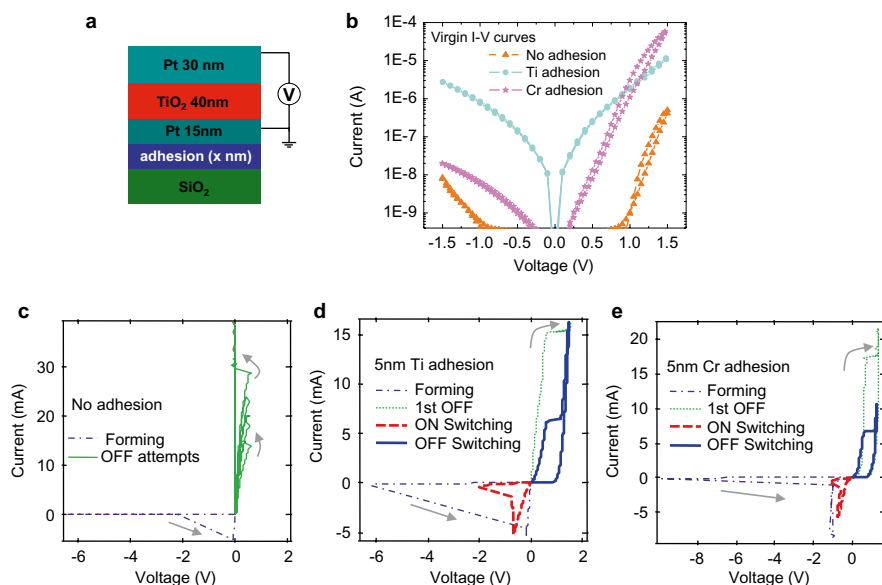 a
Pt 30 nm
TiO₂ 40nm
Pt 15nm
adhesion (x nm)
SiO₂
V
b
Virgin I-V curves
No adhesion
Ti adhesion
Cr adhesion
1E-4
1E-5
1E-6
1E-7
1E-8
1E-9
Current (A)
-1.5 -1.0 -0.5 0.0 0.5 1.0 1.5
Voltage (V)
c
No adhesion
Forming
OFF attempts
30
20
10
0
Current (mA)
-6 -4 -2 0 2
Voltage (V)
d
5nm Ti adhesion
Forming
1st OFF
ON Switching
OFF Switching
15
10
5
0
-5
Current (mA)
-6 -4 -2 0 2
Voltage (V)
e
5nm Cr adhesion
Forming
1st OFF
ON Switching
OFF Switching
25
20
15
10
5
0
-5
-10
Current (mA)
-10 -8 -6 -4 -2 0
Voltage (V)